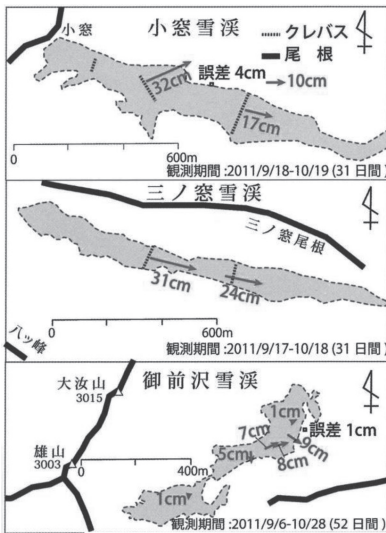 小窓雪渓
小窓
クレバス
尾根
32cm
誤差 4cm
10cm
17cm
0 600m
観測期間:2011/9/18-10/19(31日間)
三ノ窓雪渓
三ノ窓尾根
31cm
24cm
0 600m
八ッ峰
観測期間:2011/9/17-10/18(31日間)
御前沢雪渓
大汝山
3015
1cm
7cm
誤差 1cm
9cm
雄山
3003
0 400m
5cm
8cm
1cm
観測期間:2011/9/6-10/28(52日間)